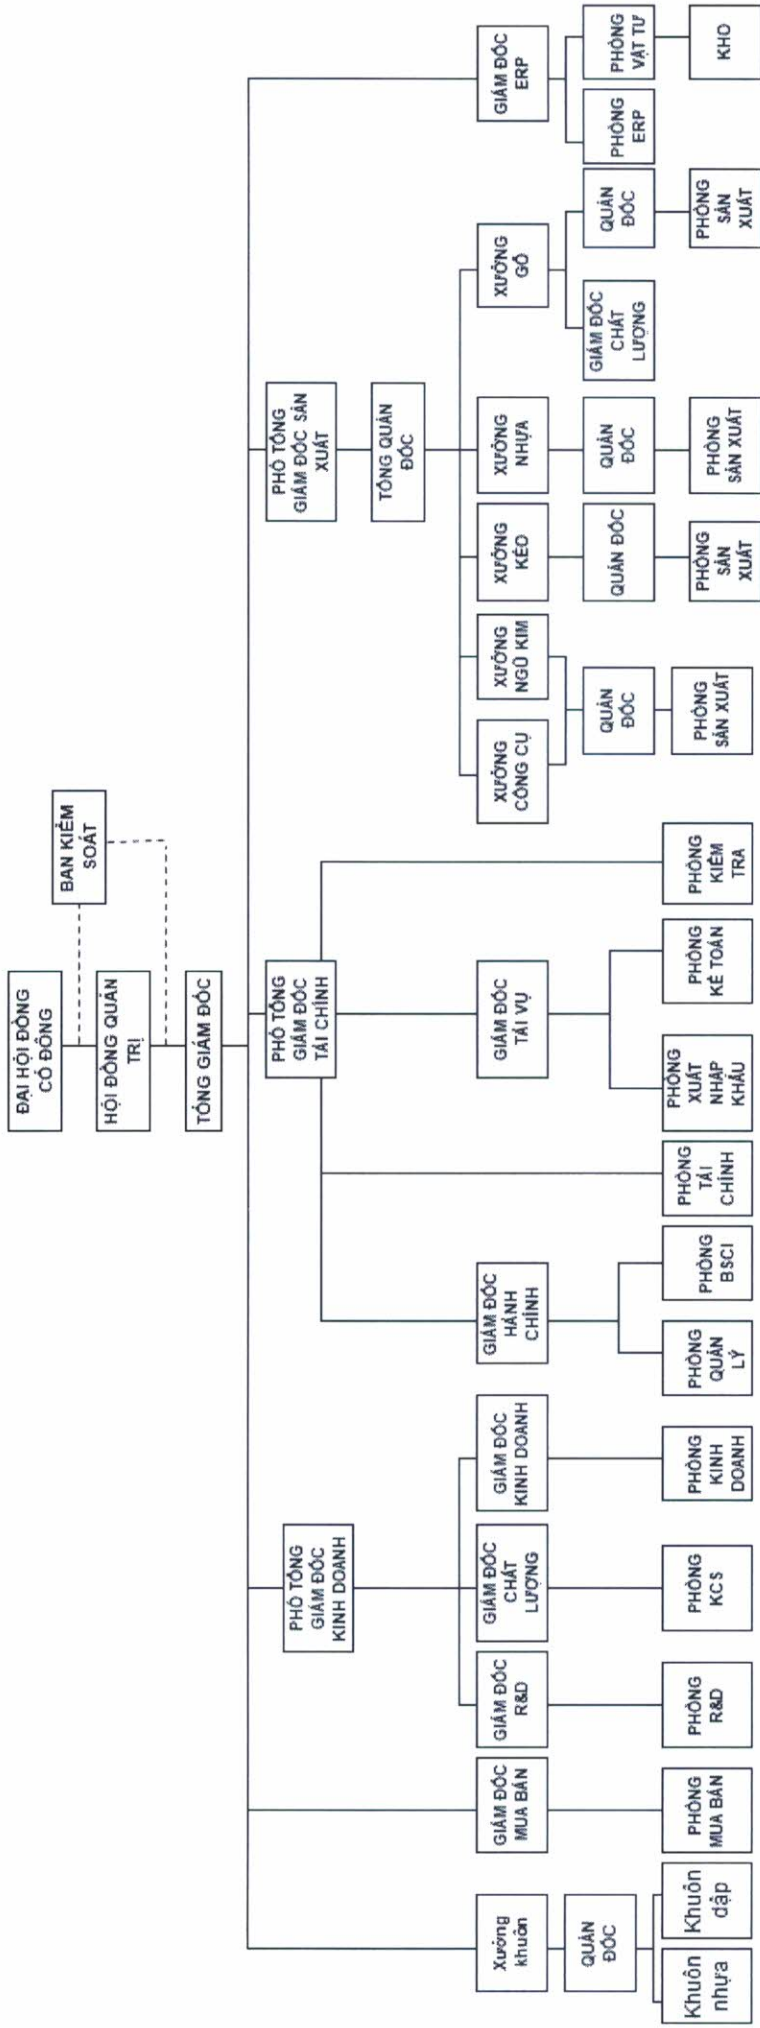 ĐẠI HỘI ĐỒNG
CỔ ĐÔNG
BAN KIỂM
SOÁT
HỘI ĐỒNG QUẢN
TRỊ
TỔNG GIÁM ĐỐC
PHÓ TỔNG
GIÁM ĐỐC
KINH DOANH
PHÓ TỔNG
GIÁM ĐỐC
TÀI CHÍNH
PHÓ TỔNG
GIÁM ĐỐC SẢN
XUẤT
TỔNG QUẢN
ĐỐC
Xưởng
khuôn
GIÁM ĐỐC
MUA BÁN
GIÁM ĐỐC
R&D
GIÁM ĐỐC
CHẤT
LƯỢNG
GIÁM ĐỐC
KINH DOANH
GIÁM ĐỐC
HÀNH
CHÍNH
GIÁM ĐỐC
TÀI VỤ
XƯỞNG
CÔNG CỤ
XƯỞNG
NGŨ KIM
XƯỞNG
KÉO
XƯỞNG
NHỰA
XƯỞNG
GỖ
GIÁM ĐỐC
ERP
QUẢN
ĐỐC
QUẢN
ĐỐC
QUẢN ĐỐC
QUẢN
ĐỐC
GIÁM ĐỐC
CHẤT
LƯỢNG
QUẢN
ĐỐC
PHÒNG
ERP
PHÒNG
VẬT TƯ
Khuôn
nhựa
Khuôn
dập
PHÒNG
MUA BÁN
PHÒNG
R&D
PHÒNG
KCS
PHÒNG
KINH
DOANH
PHÒNG
QUẢN
LÝ
PHÒNG
BSCI
PHÒNG
TÀI
CHÍNH
PHÒNG
XUẤT
NHẬP
KHẨU
PHÒNG
KẾ TOÁN
PHÒNG
KIỂM
TRA
PHÒNG
SẢN XUẤT
PHÒNG
SẢN
XUẤT
PHÒNG
SẢN XUẤT
PHÒNG
SẢN
XUẤT
KHO